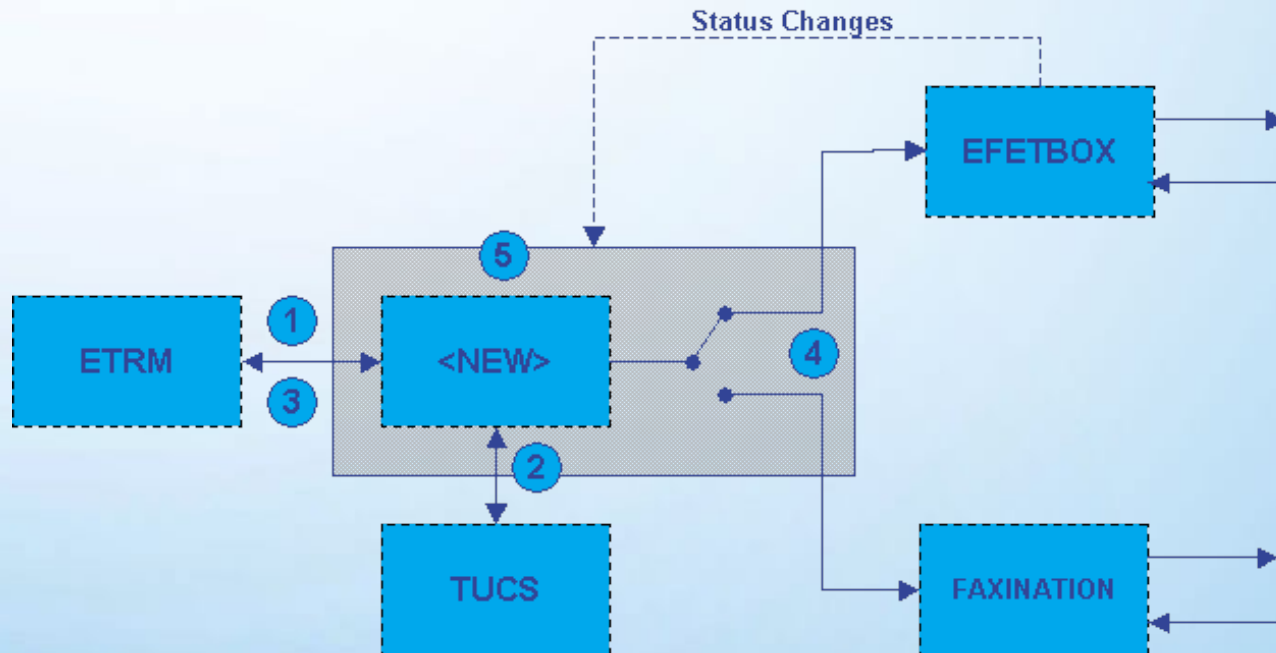 Status Changes
EFETBOX
5
1
ETRM
<NEW>
4
3
2
TUCS
FAXINATION